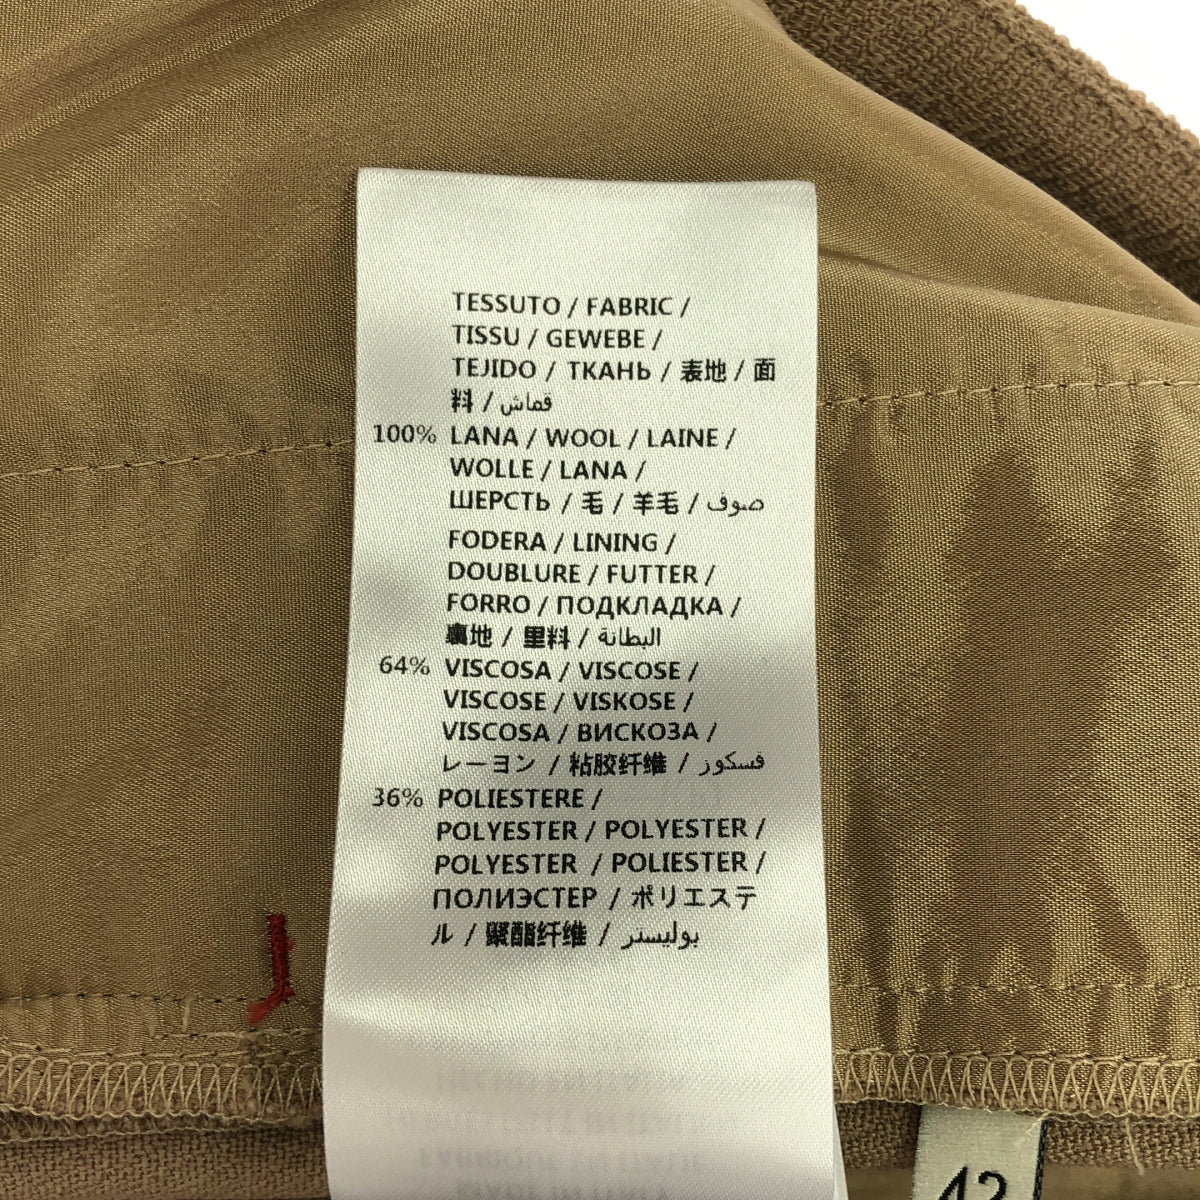 TESSUTO / FABRIC /
TISSU / GEWEBE /
TEJIDO / ТКАНЬ / 表地 / 面
料 / قماش
100% LANA / WOOL / LAINE /
WOLLE / LANA /
ШЕРСТЬ / 毛 / 羊毛 / صوف
FODERA / LINING /
DOUBLURE / FUTTER /
FORRO / ПОДКЛАДКА /
裏地 / 里料 / البطانة
64% VISCOSA / VISCOSE /
VISCOSE / VISKOSE /
VISCOSA / ВИСКОЗА /
レーヨン / 粘胶纤维 / فسكوز
36% POLIESTERE /
POLYESTER / POLYESTER /
POLYESTER / POLIESTER /
ПОЛИЭСТЕР / ポリエステ
ル / 聚酯纤维 / بوليستر
42